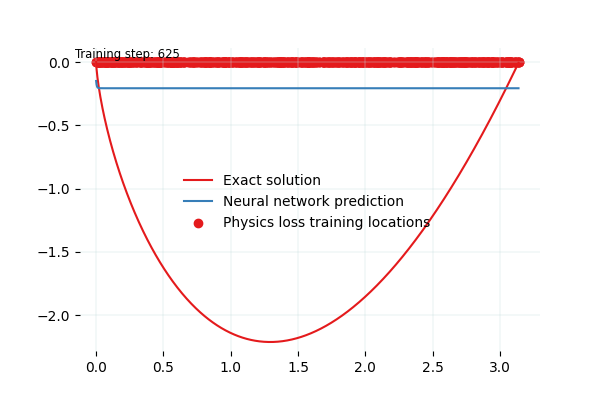 Training step: 625
0.0
−0.5
−1.0
−1.5
−2.0
Exact solution
Neural network prediction
Physics loss training locations
0.0 0.5 1.0 1.5 2.0 2.5 3.0